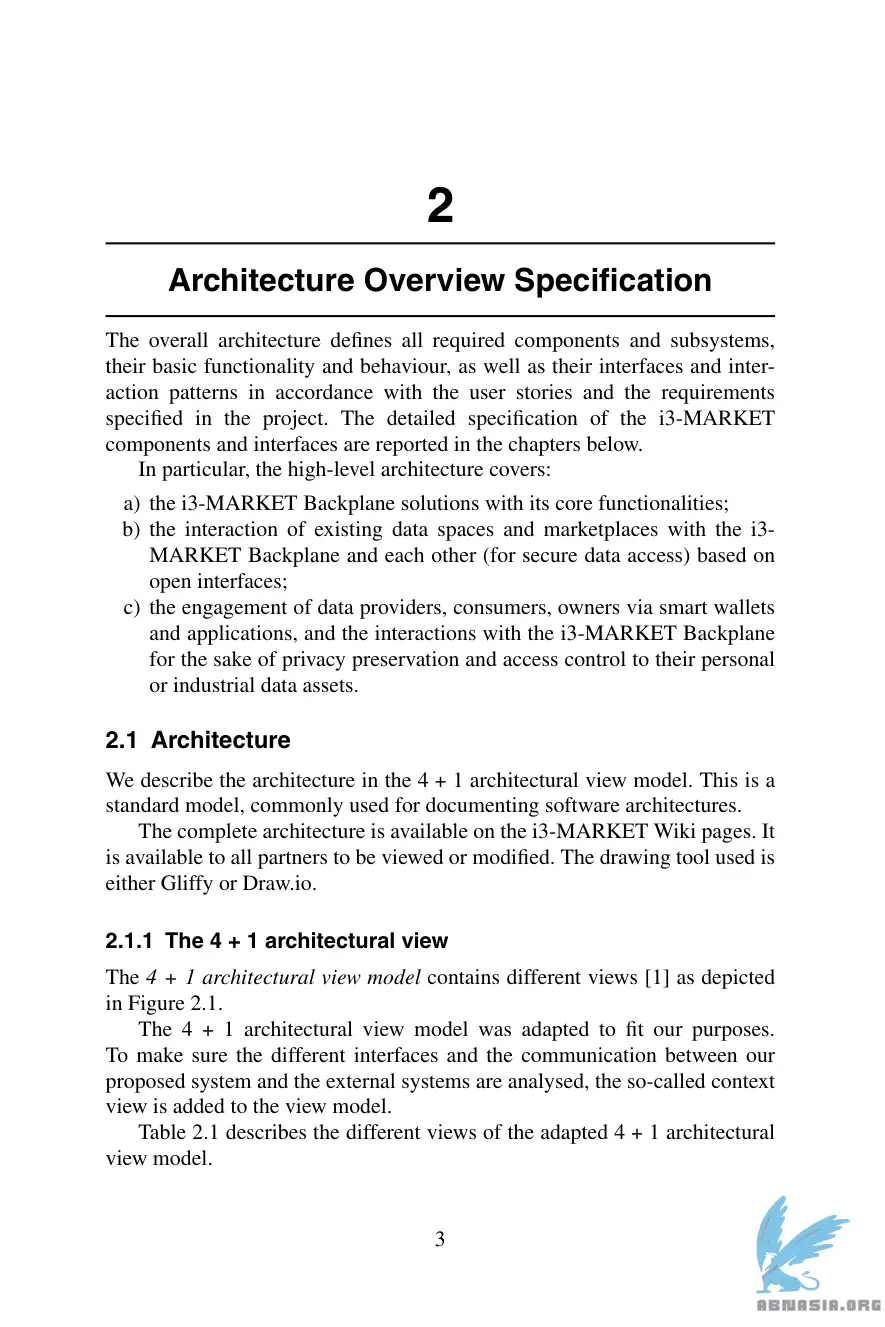 2
Architecture Overview Specification
The overall architecture defines all required components and subsystems,
their basic functionality and behaviour, as well as their interfaces and inter-
action patterns in accordance with the user stories and the requirements
specified in the project. The detailed specification of the i3-MARKET
components and interfaces are reported in the chapters below.
In particular, the high-level architecture covers:
a) the i3-MARKET Backplane solutions with its core functionalities;
b) the interaction of existing data spaces and marketplaces with the i3-
MARKET Backplane and each other (for secure data access) based on
open interfaces;
c) the engagement of data providers, consumers, owners via smart wallets
and applications, and the interactions with the i3-MARKET Backplane
for the sake of privacy preservation and access control to their personal
or industrial data assets.
2.1 Architecture
We describe the architecture in the 4 + 1 architectural view model. This is a
standard model, commonly used for documenting software architectures.
The complete architecture is available on the i3-MARKET Wiki pages. It
is available to all partners to be viewed or modified. The drawing tool used is
either Gliffy or Draw.io.
2.1.1 The 4 + 1 architectural view
The 4 + 1 architectural view model contains different views [1] as depicted
in Figure 2.1.
The 4 + 1 architectural view model was adapted to fit our purposes.
To make sure the different interfaces and the communication between our
proposed system and the external systems are analysed, the so-called context
view is added to the view model.
Table 2.1 describes the different views of the adapted 4 + 1 architectural
view model.
3
ABNASIA.ORG